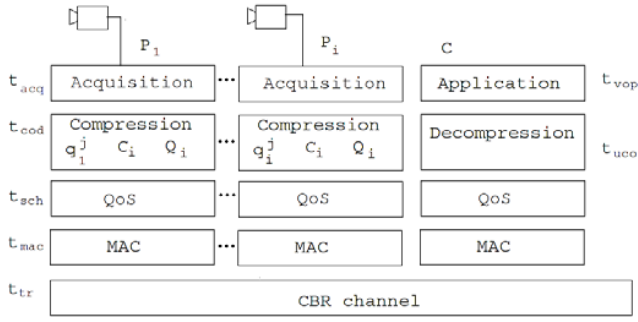 P1 Pi C
tacq Acquisition ... Acquisition Application tvop
tcod Compression ... Compression Decompression tuco
q1j Ci Qi qij Ci Qi
tsch QoS ... QoS QoS
tmac MAC ... MAC MAC
ttr CBR channel